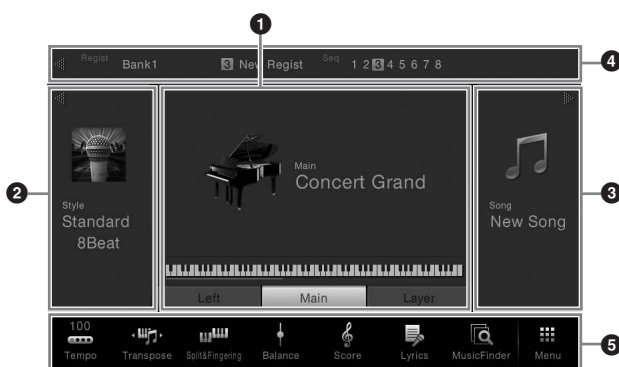 1
4
Regist Bank1 3 New Regist Seq 1 2 3 4 5 6 7 8
2
Style
Standard
8Beat
Main
Concert Grand
Song
New Song
3
Left Main Layer
100
Tempo Transpose Split&Fingering Balance Score Lyrics MusicFinder Menu
5